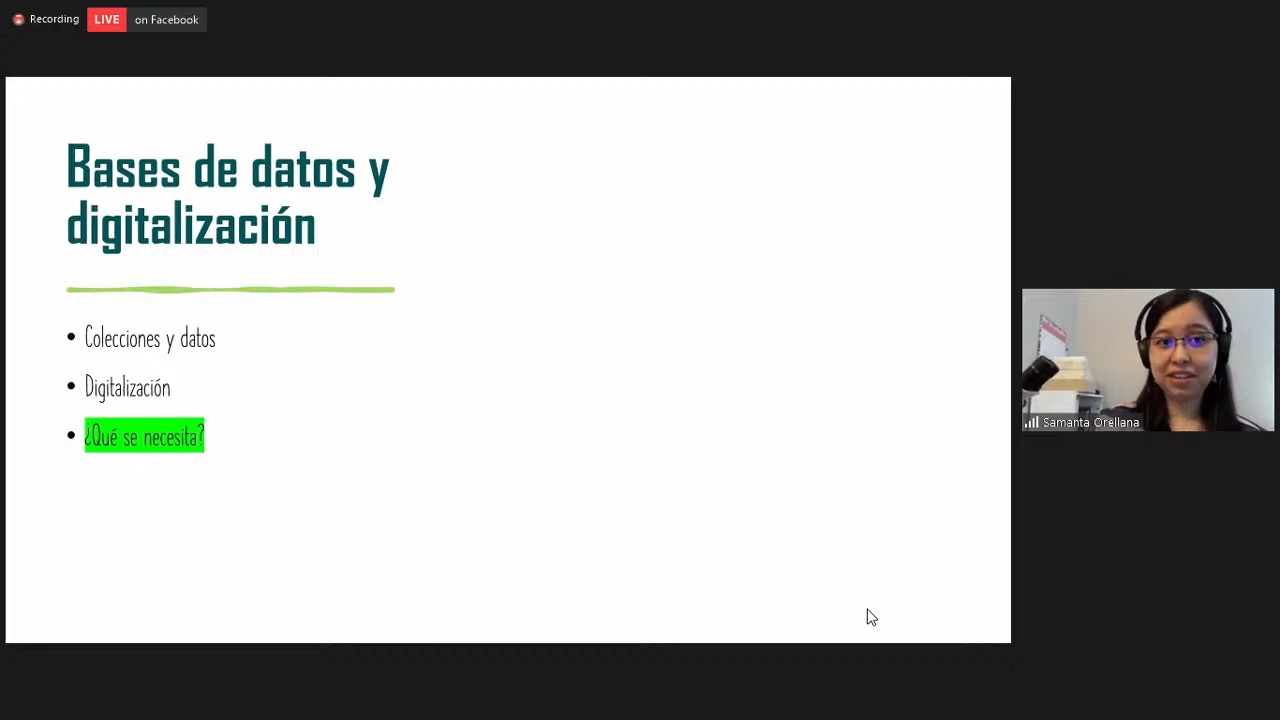 Recording
LIVE on Facebook
Bases de datos y
digitalización
• Colecciones y datos
• Digitalización
• ¿Qué se necesita?
Samanta Orellana